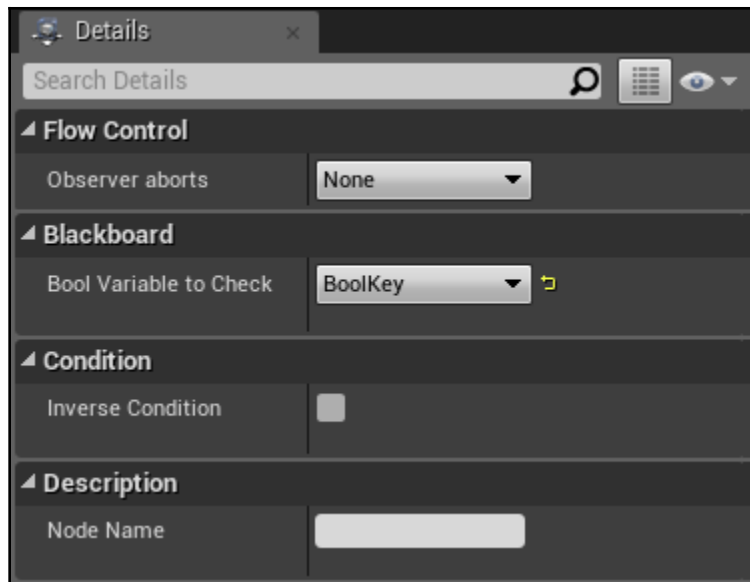 Details
Search Details
Flow Control
Observer aborts None
Blackboard
Bool Variable to Check BoolKey
Condition
Inverse Condition
Description
Node Name